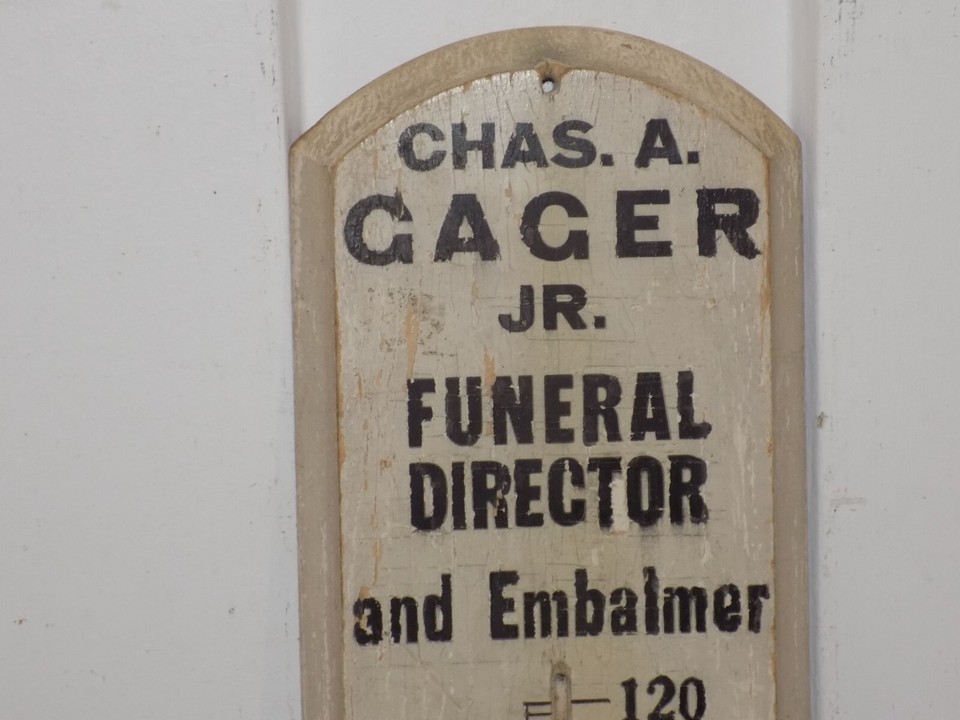 CHAS. A.
GAGER
JR.
FUNERAL
DIRECTOR
and Embalmer
120